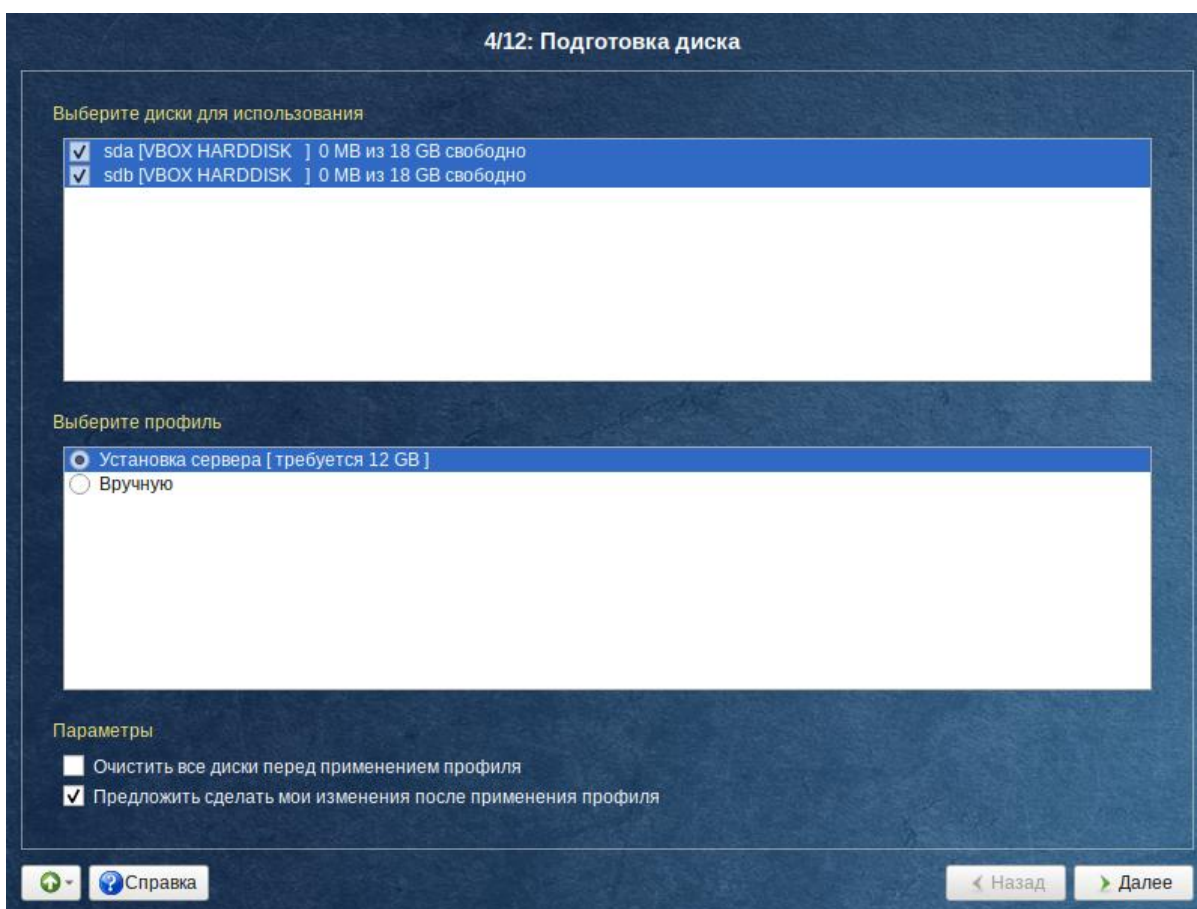 4/12: Подготовка диска
Выберите диски для использования
sda [VBOX HARDDISK ] 0 MB из 18 GB свободно
sdb [VBOX HARDDISK ] 0 MB из 18 GB свободно
Выберите профиль
Установка сервера [ требуется 12 GB ]
Вручную
Параметры
Очистить все диски перед применением профиля
Предложить сделать мои изменения после применения профиля
Справка Назад Далее